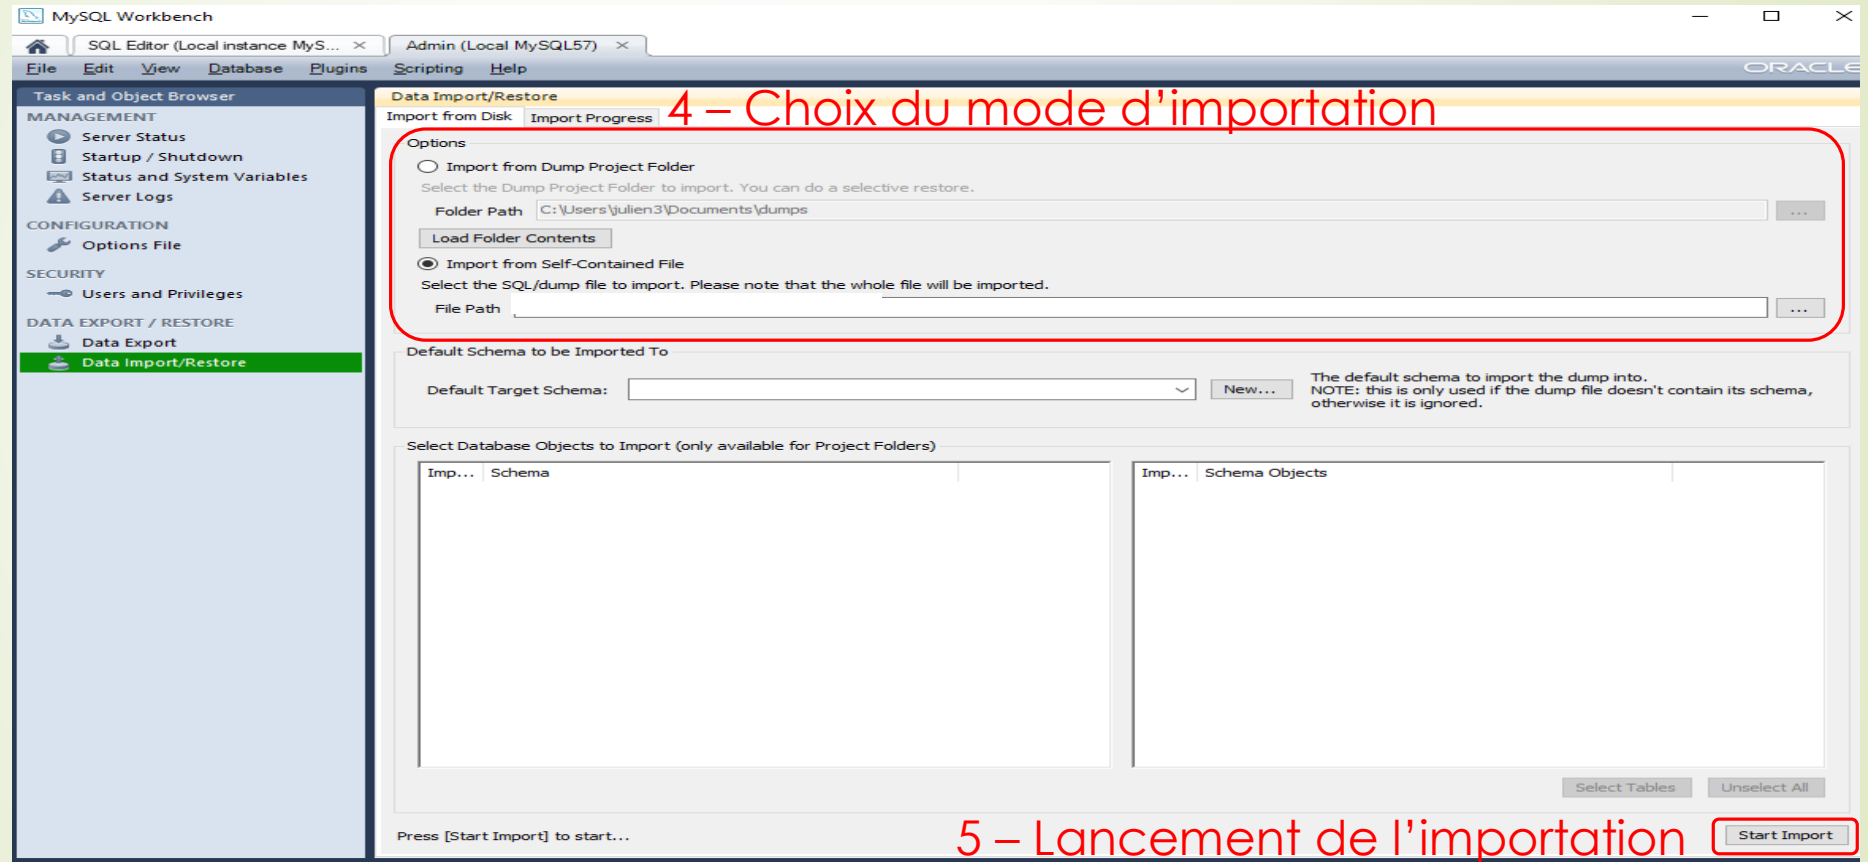 MySQL Workbench
SQL Editor (Local instance MyS... Admin (Local MySQL57)
File Edit View Database Plugins Scripting Help ORACLE
Task and Object Browser
MANAGEMENT
Server Status
Startup / Shutdown
Status and System Variables
Server Logs
CONFIGURATION
Options File
SECURITY
Users and Privileges
DATA EXPORT / RESTORE
Data Export
Data Import/Restore
Data Import/Restore
4 – Choix du mode d’importation
Import from Disk Import Progress
Options
Import from Dump Project Folder
Select the Dump Project Folder to import. You can do a selective restore.
Folder Path C:\Users\julien3\Documents\dumps ...
Load Folder Contents
Import from Self-Contained File
Select the SQL/dump file to import. Please note that the whole file will be imported.
File Path ...
Default Schema to be Imported To
Default Target Schema: New...
The default schema to import the dump into.
NOTE: this is only used if the dump file doesn't contain its schema,
otherwise it is ignored.
Select Database Objects to Import (only available for Project Folders)
Imp... Schema
Imp... Schema Objects
Select Tables Unselect All
Press [Start Import] to start...
5 – Lancement de l’importation
Start Import